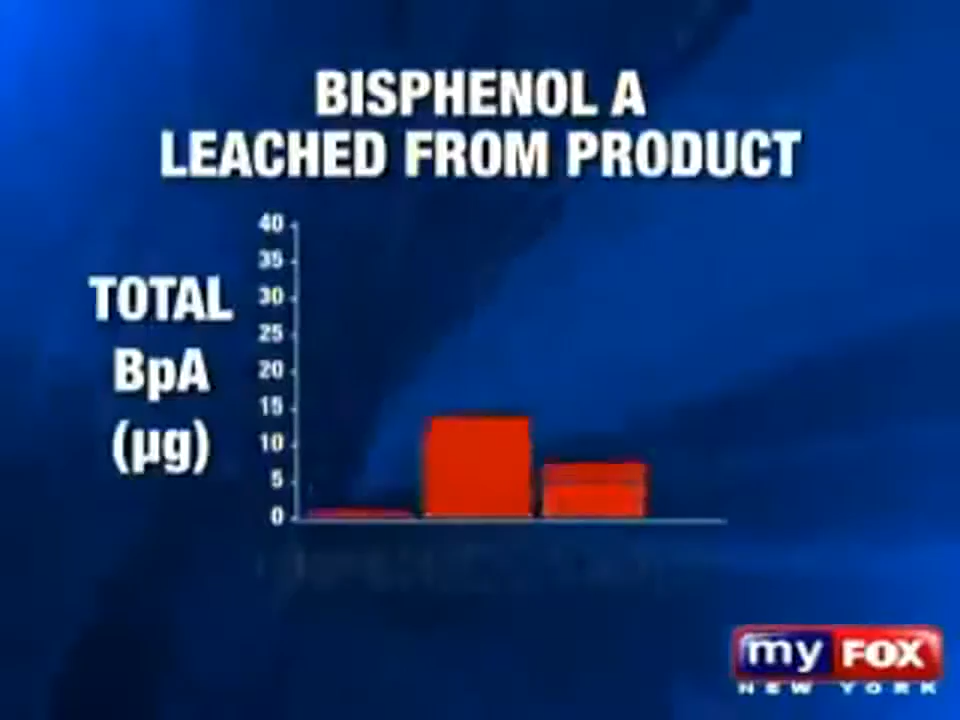 BISPHENOL A
LEACHED FROM PRODUCT
TOTAL
BpA
(µg)
40
35
30
25
20
15
10
5
0
my FOX
NEW YORK